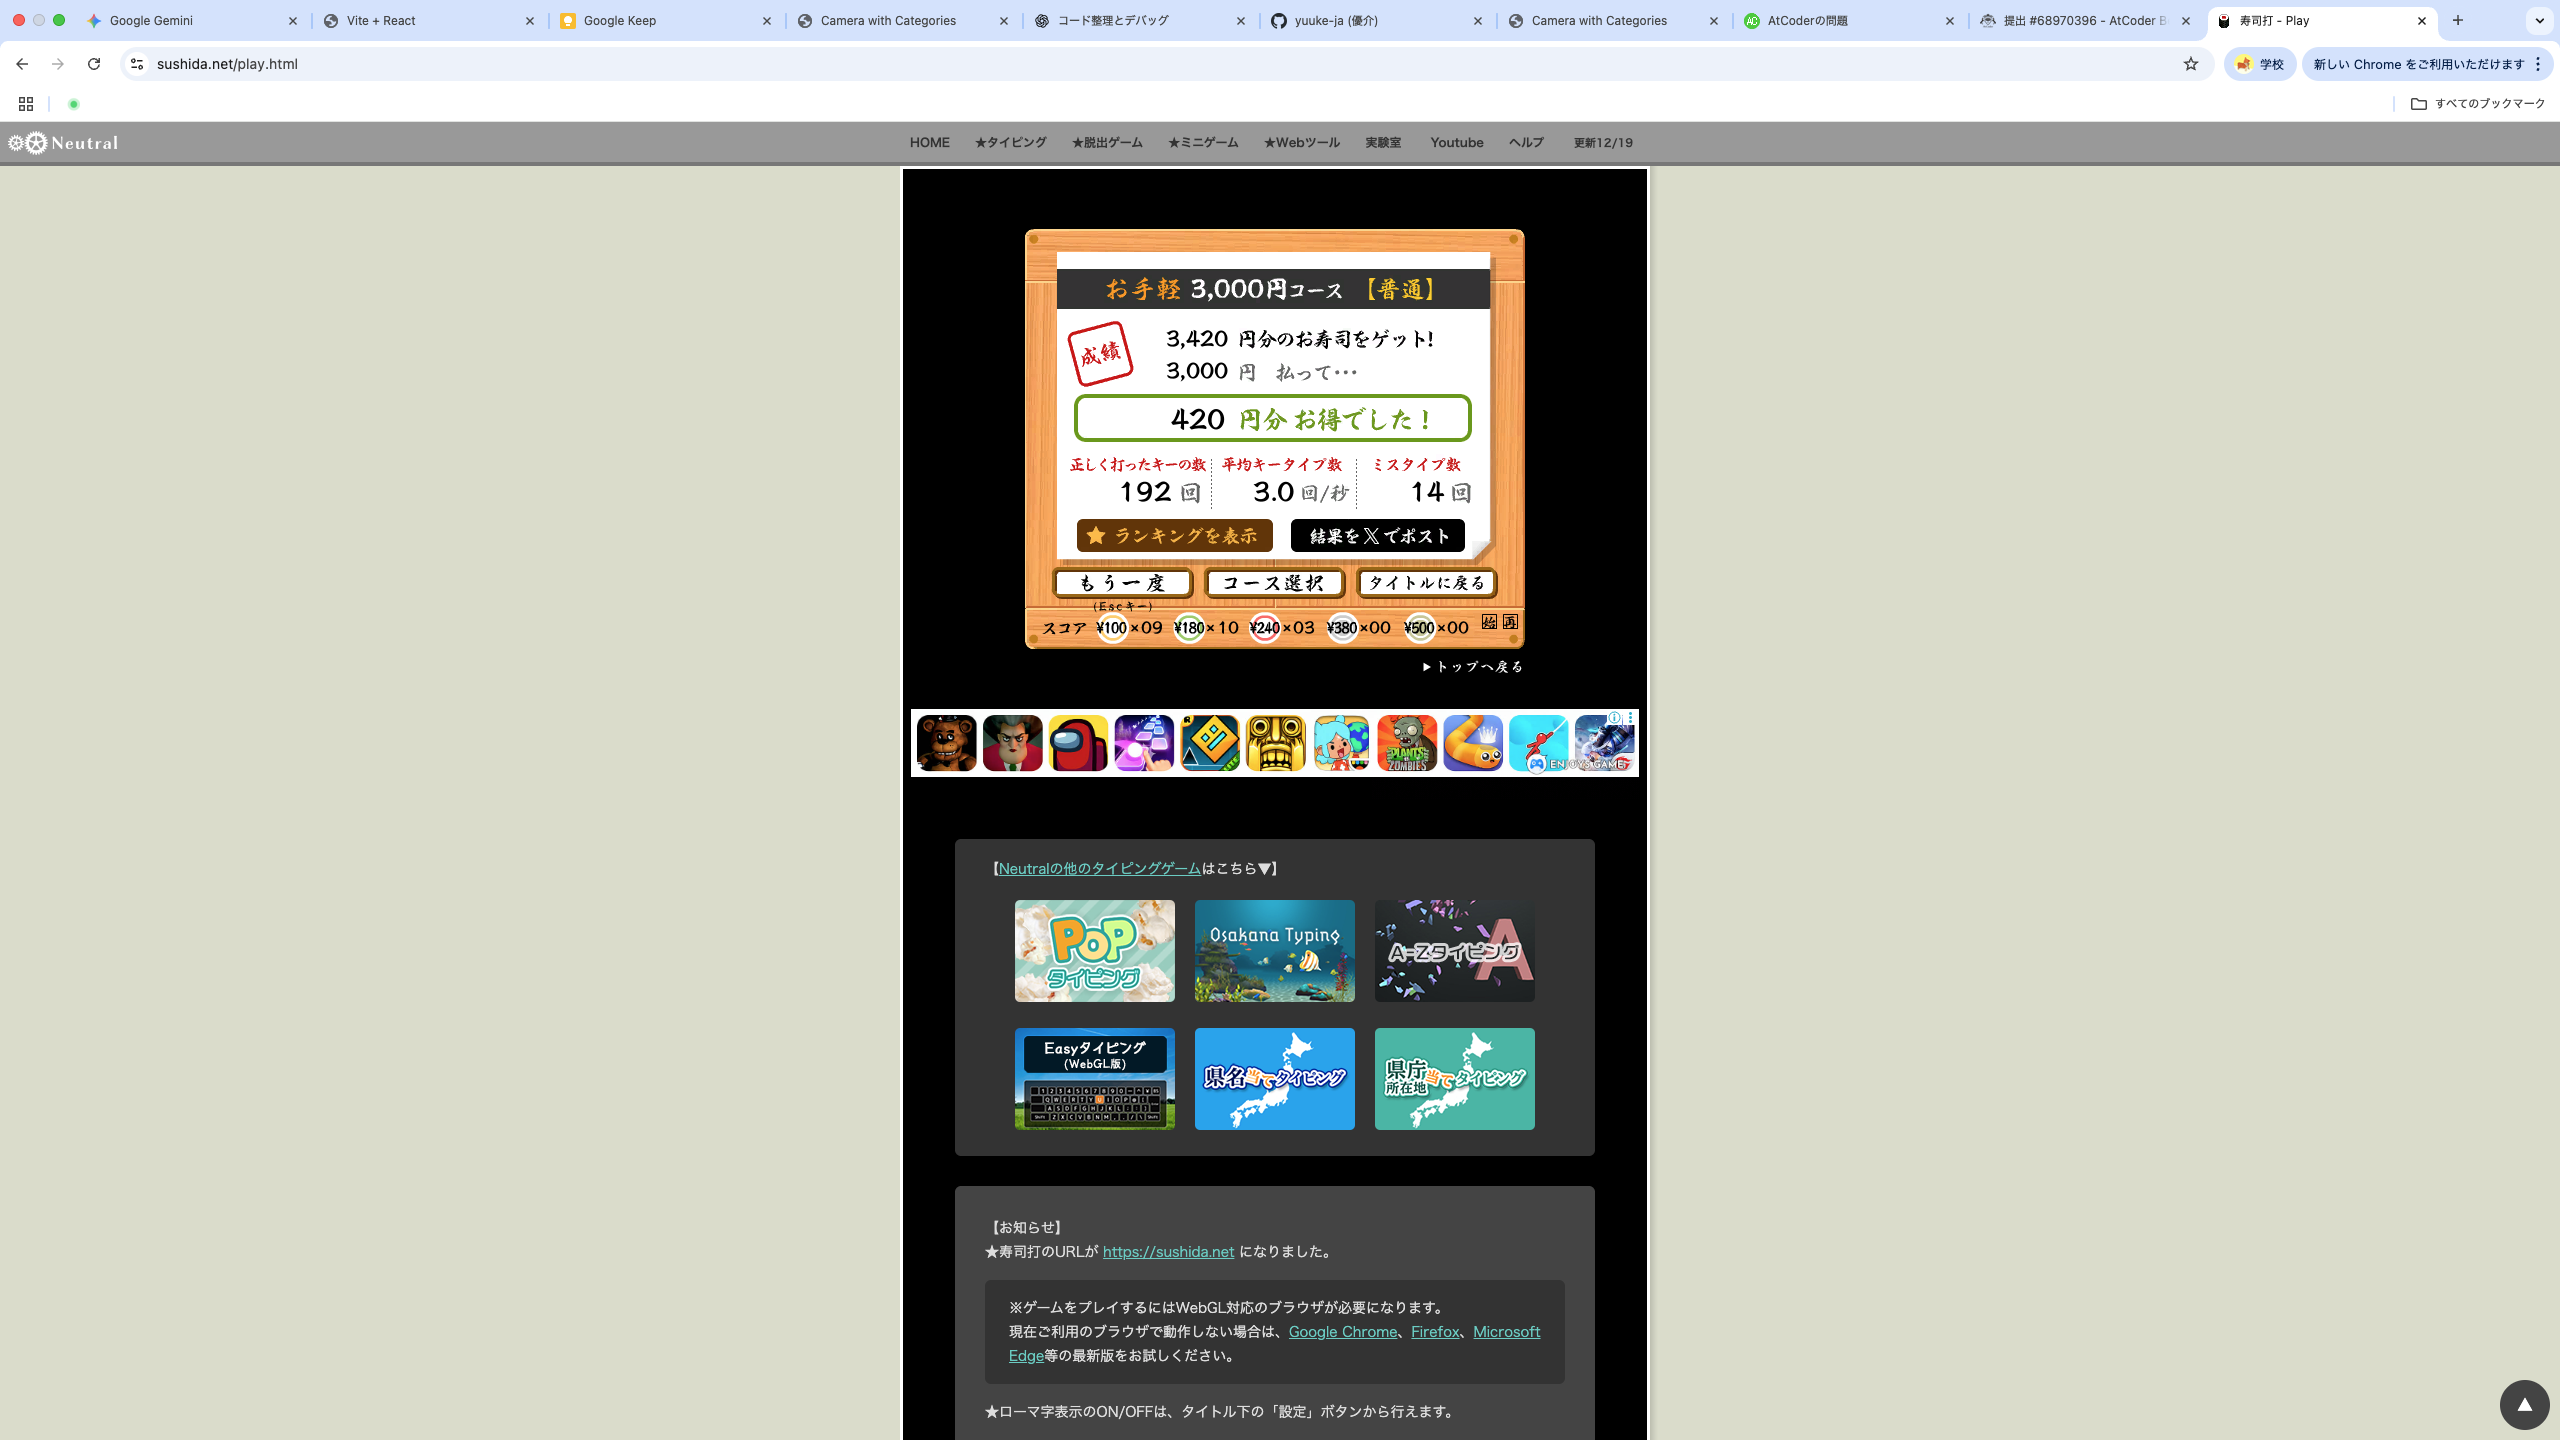 Google Gemini
Vite + React
Google Keep
Camera with Categories
コード整理とデバッグ
yuuke-ja (優介)
Camera with Categories
AtCoderの問題
提出 #68970396 - AtCoder B
寿司打 - Play
sushida.net/play.html
学校
新しい Chrome をご利用いただけます
すべてのブックマーク
Neutral
HOME ★タイピング ★脱出ゲーム ★ミニゲーム ★Webツール 実験室 Youtube ヘルプ 更新12/19
お手軽 3,000円コース 【普通】
成績
3,420 円分のお寿司をゲット!
3,000 円 払って・・・
420 円分 お得でした!
正しく打ったキーの数 平均キータイプ数 ミスタイプ数
192 回 3.0 回/秒 14 回
ランキングを表示 結果をXでポスト
もう一度 コース選択 タイトルに戻る
(Escキー)
スコア ¥100×09 ¥180×10 ¥240×03 ¥380×00 ¥500×00 始 再
▶トップへ戻る
PLANTS ZOMBIES
ENJOYS GAME
【Neutralの他のタイピングゲームはこちら▼】
POP タイピング
Osakana Typing
A-Zタイピング A
Easyタイピング
(WebGL版)
県名当てタイピング
県庁所在地当てタイピング
【お知らせ】
★寿司打のURLが https://sushida.net になりました。
※ゲームをプレイするにはWebGL対応のブラウザが必要になります。
現在ご利用のブラウザで動作しない場合は、Google Chrome、Firefox、Microsoft
Edge等の最新版をお試しください。
★ローマ字表示のON/OFFは、タイトル下の「設定」ボタンから行えます。